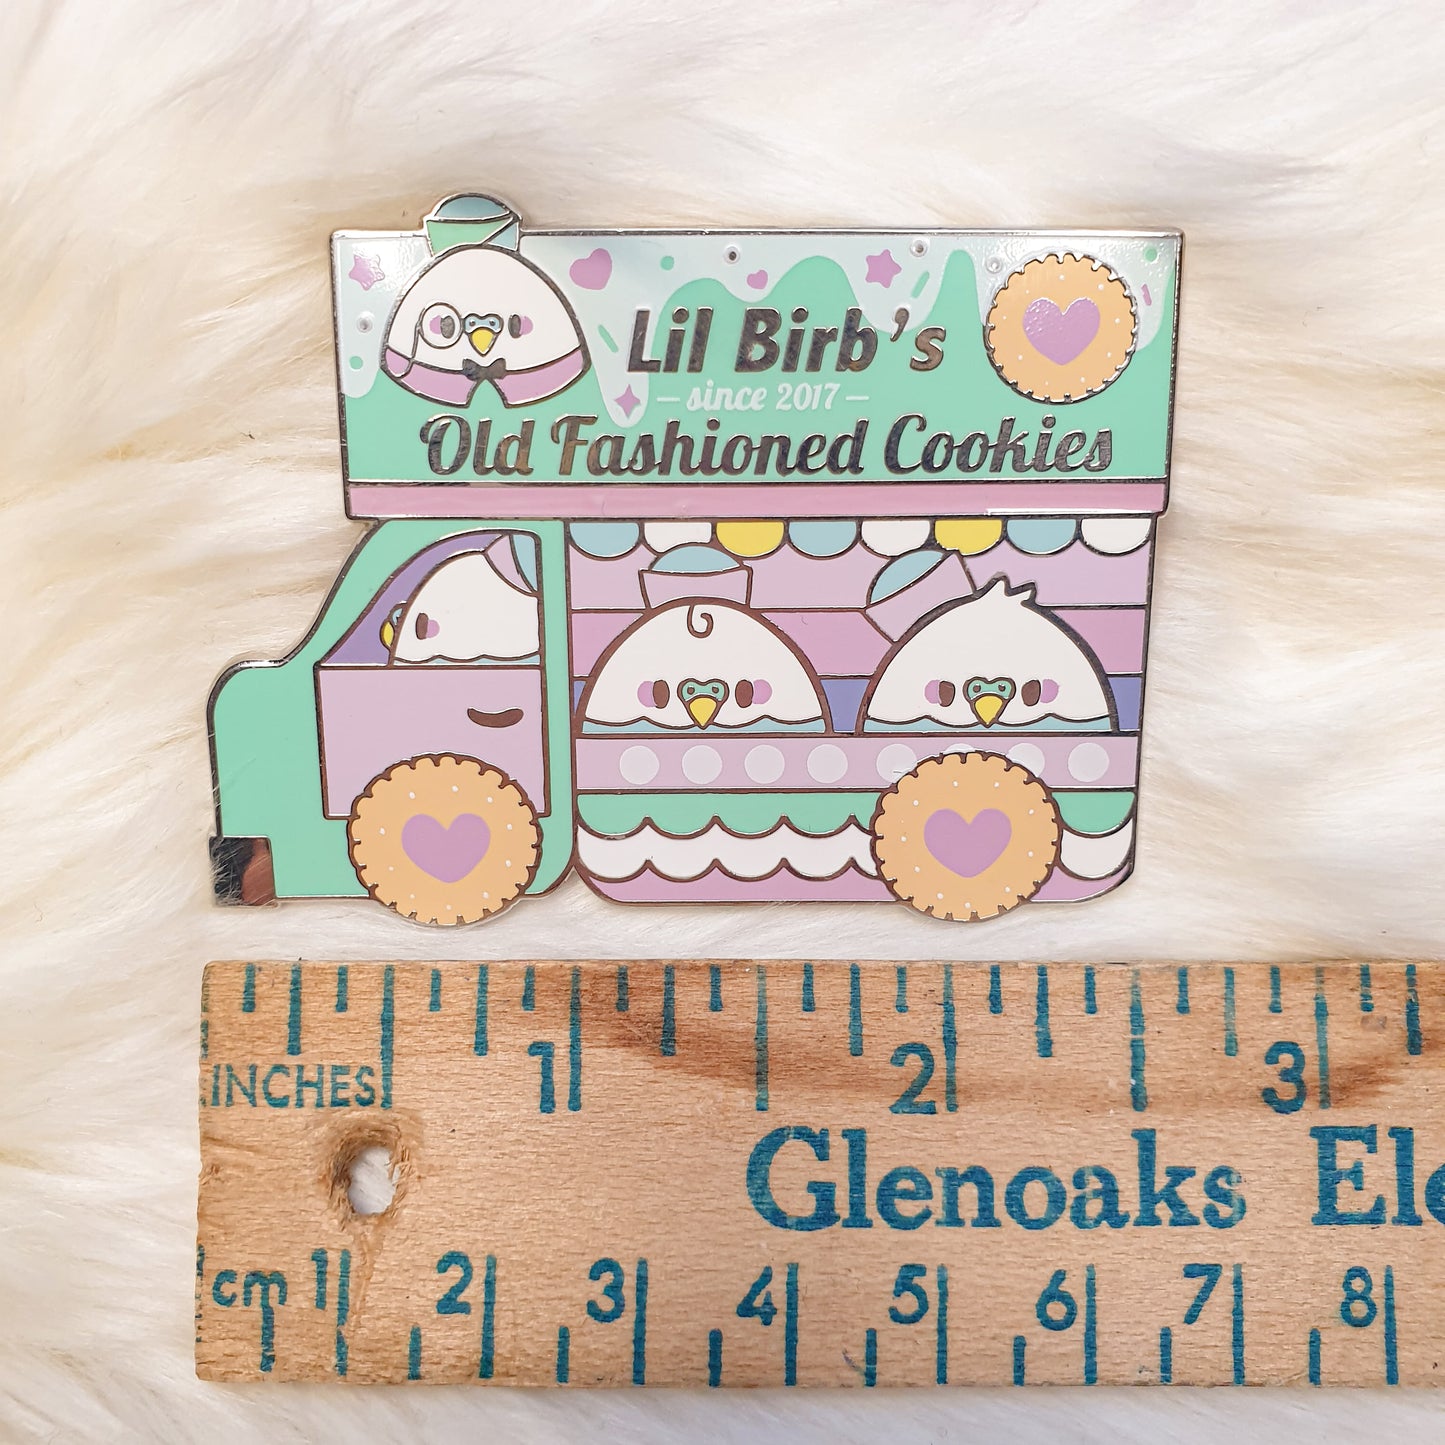 Lil Birb's
— since 2017 —
Old Fashioned Cookies
INCHES 1 2 3
Glenoaks Ele
cm 1 2 3 4 5 6 7 8